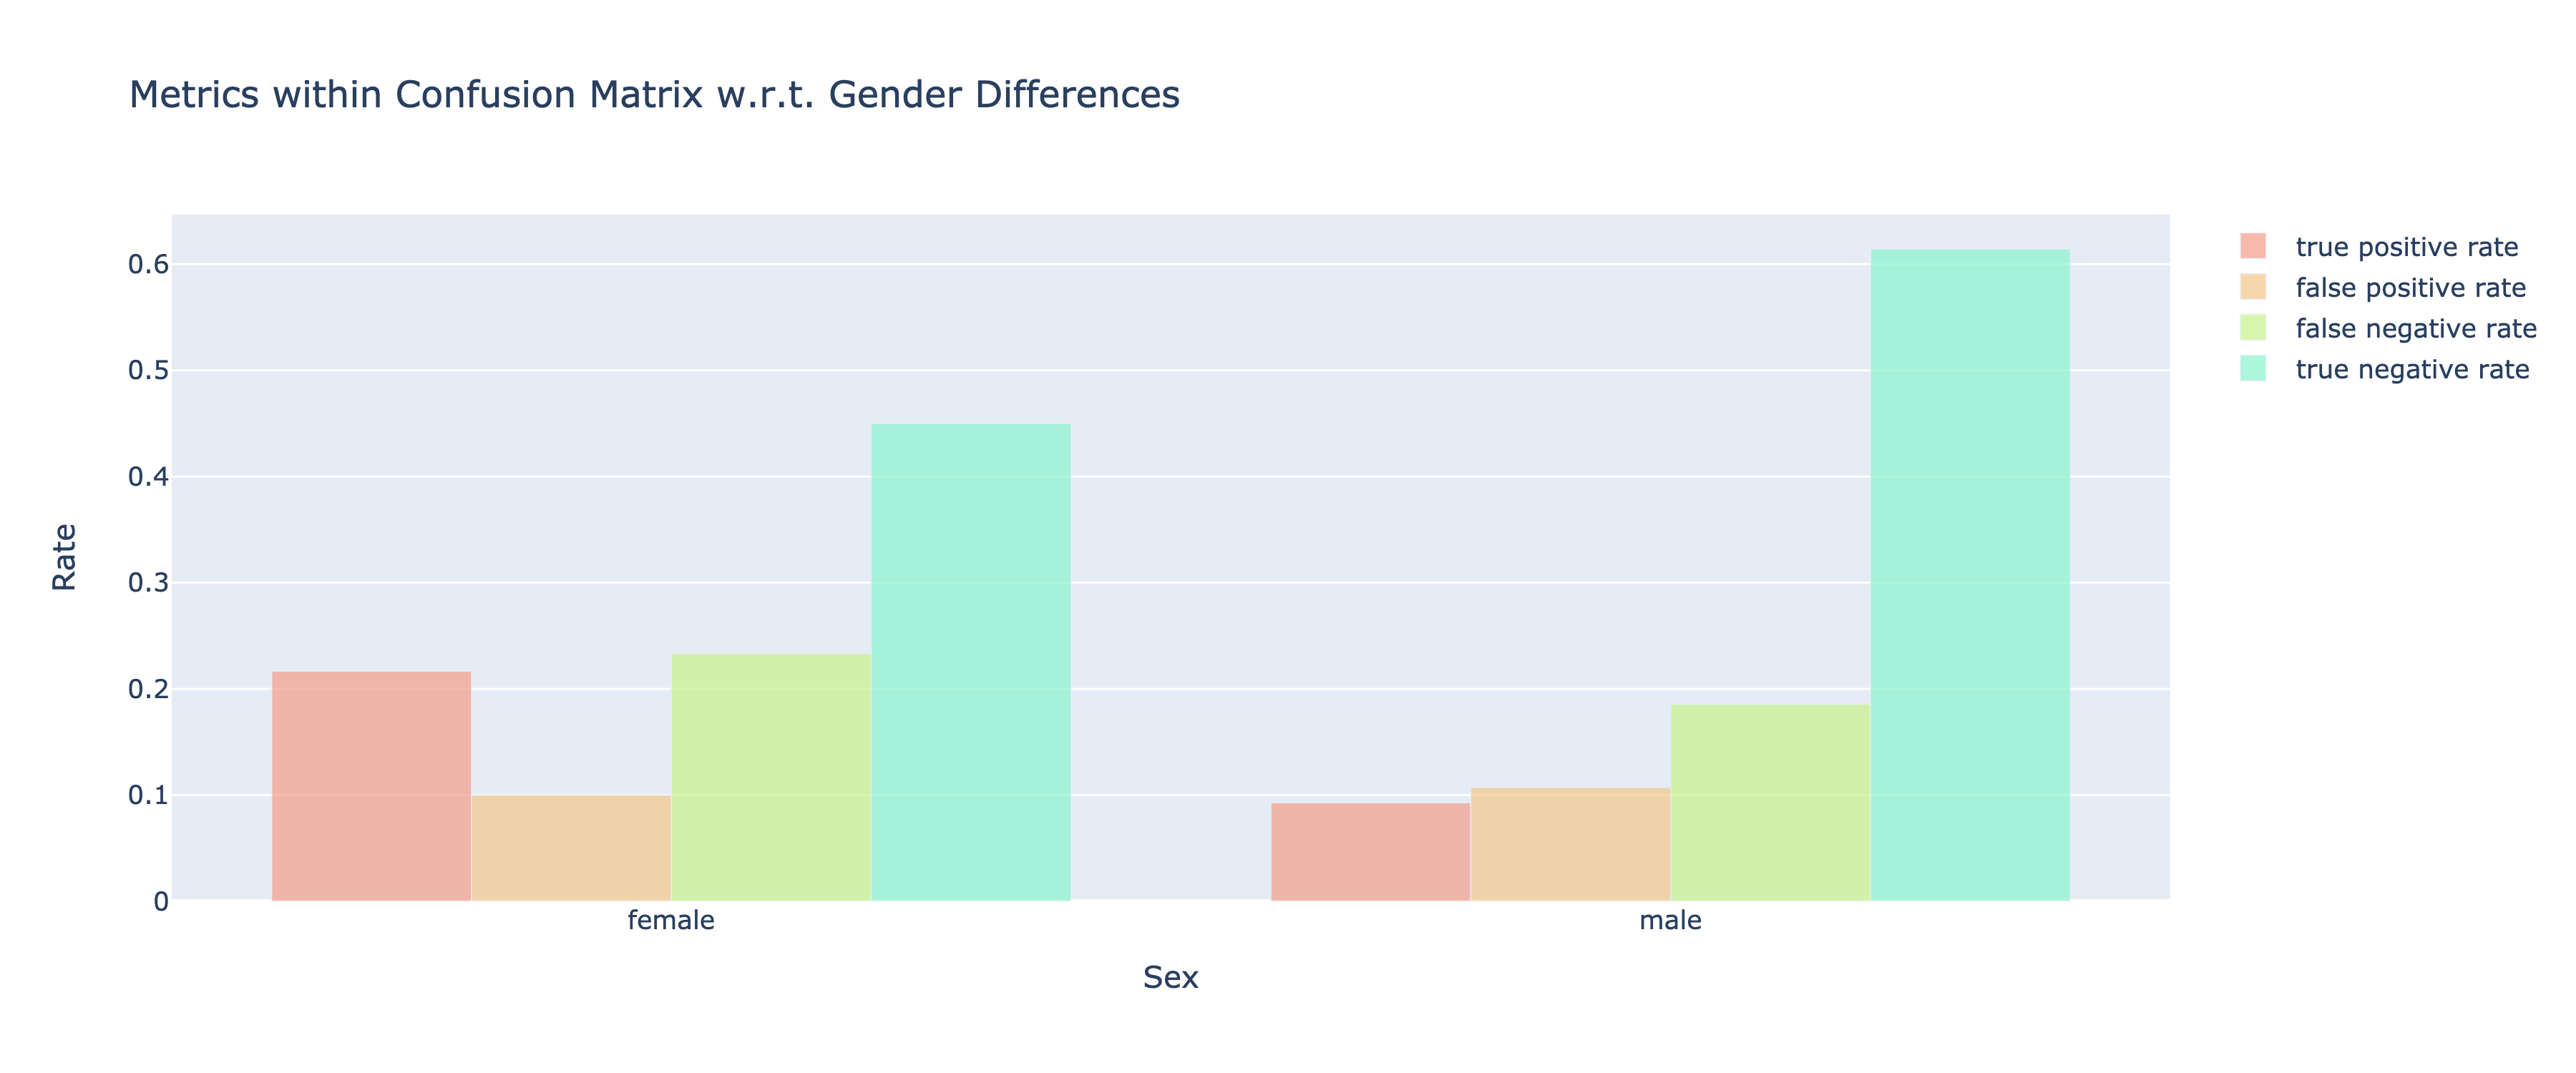 Metrics within Confusion Matrix w.r.t. Gender Differences
true positive rate
false positive rate
false negative rate
true negative rate
0.6
0.5
0.4
0.3
0.2
0.1
0
Rate
female
male
Sex